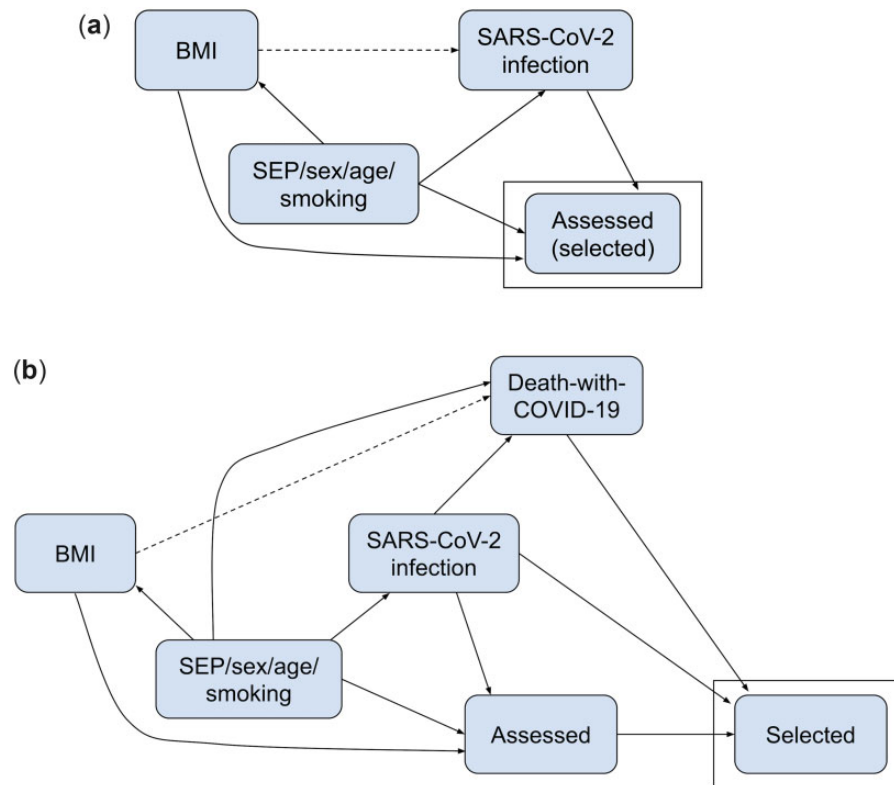 (a)
BMI
SARS-CoV-2
infection
SEP/sex/age/
smoking
Assessed
(selected)
(b)
Death-with-
COVID-19
BMI
SARS-CoV-2
infection
SEP/sex/age/
smoking
Assessed
Selected